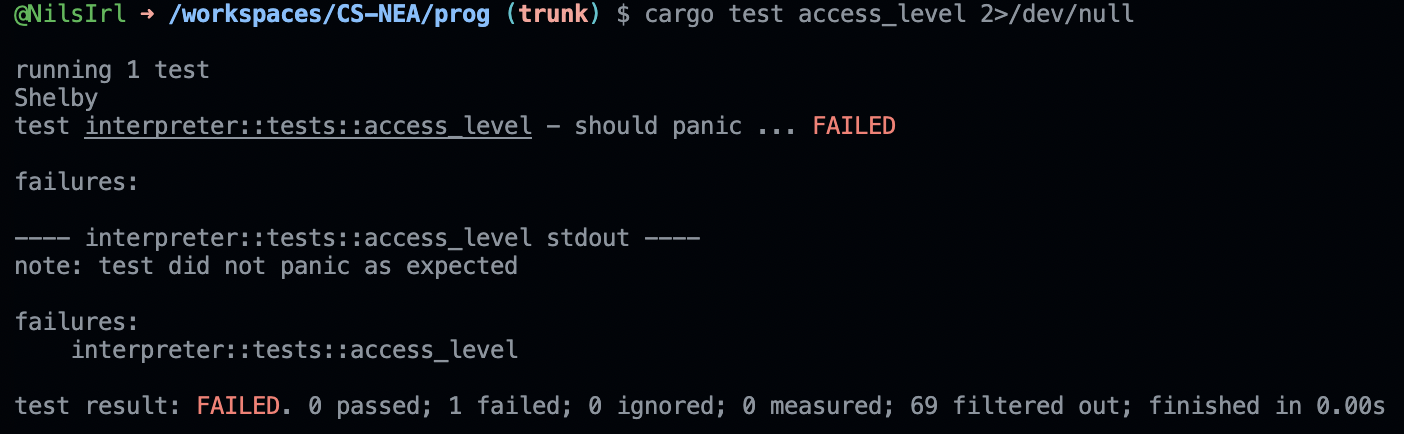 @NilsIrl → /workspaces/CS-NEA/prog (trunk) $ cargo test access_level 2>/dev/null
running 1 test
Shelby
test interpreter::tests::access_level - should panic ... FAILED
failures:
---- interpreter::tests::access_level stdout ----
note: test did not panic as expected
failures:
    interpreter::tests::access_level
test result: FAILED. 0 passed; 1 failed; 0 ignored; 0 measured; 69 filtered out; finished in 0.00s